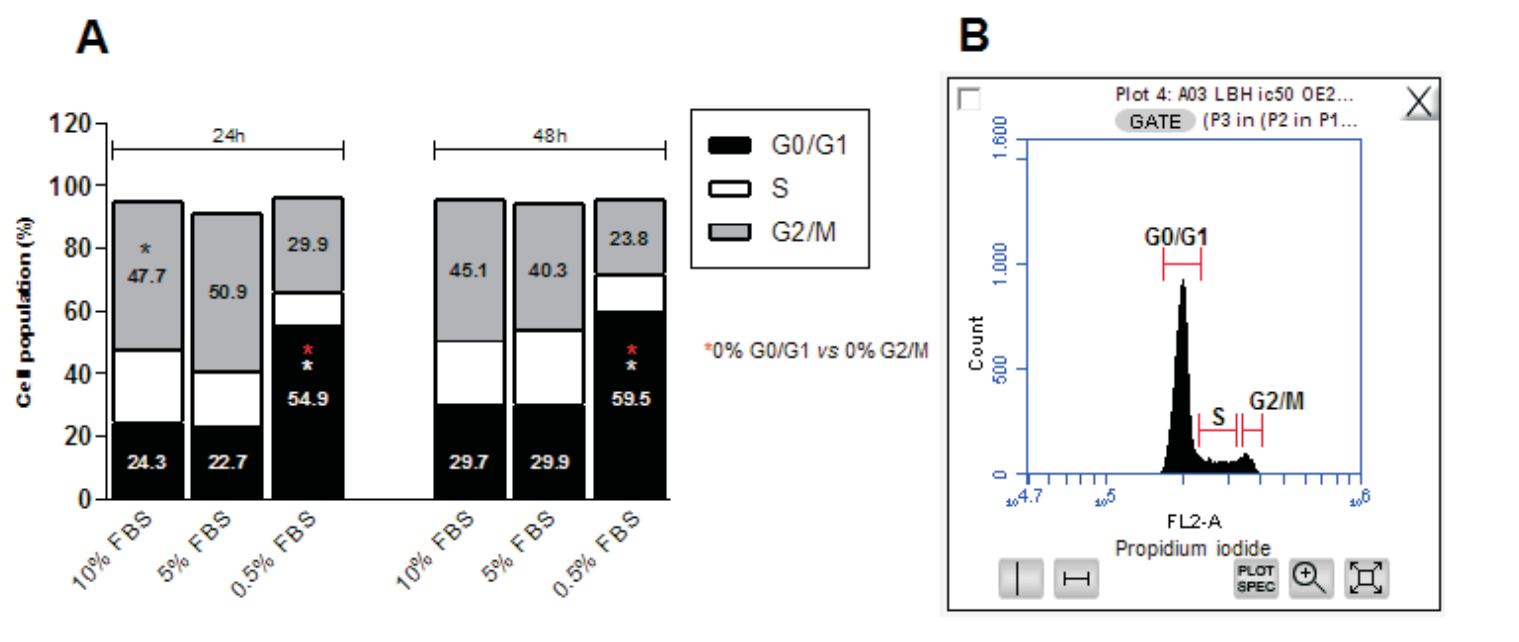 A
Cell population (%)
120
100
80
60
40
20
0
24h
48h
*
47.7
24.3
50.9
22.7
29.9
*
*
54.9
45.1
29.7
40.3
29.9
23.8
*
*
59.5
10% FBS
5% FBS
0.5% FBS
10% FBS
5% FBS
0.5% FBS
G0/G1
S
G2/M
*0% G0/G1 vs 0% G2/M
B
Plot 4: A03 LBH ic50 OE2...
GATE (P3 in (P2 in P1...
Count
1.600
1.000
500
0
G0/G1
S
G2/M
10^4.7
10^5
10^6
FL2-A
Propidium iodide
PLOT
SPEC